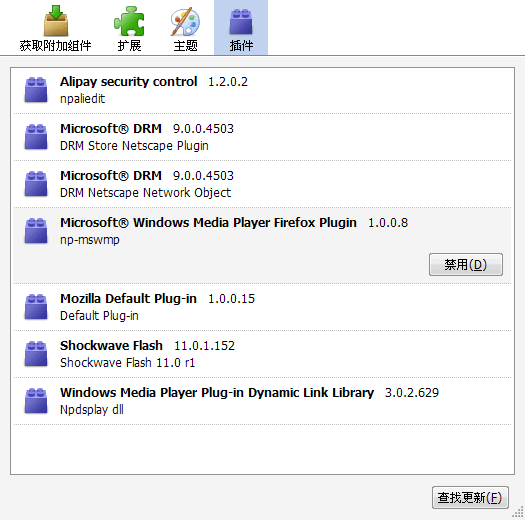 获取附加组件 扩展 主题 插件
Alipay security control 1.2.0.2
npaliedit
Microsoft® DRM 9.0.0.4503
DRM Store Netscape Plugin
Microsoft® DRM 9.0.0.4503
DRM Netscape Network Object
Microsoft® Windows Media Player Firefox Plugin 1.0.0.8
np-mswmp
禁用(D)
Mozilla Default Plug-in 1.0.0.15
Default Plug-in
Shockwave Flash 11.0.1.152
Shockwave Flash 11.0 r1
Windows Media Player Plug-in Dynamic Link Library 3.0.2.629
Npdsplay dll
查找更新(F)